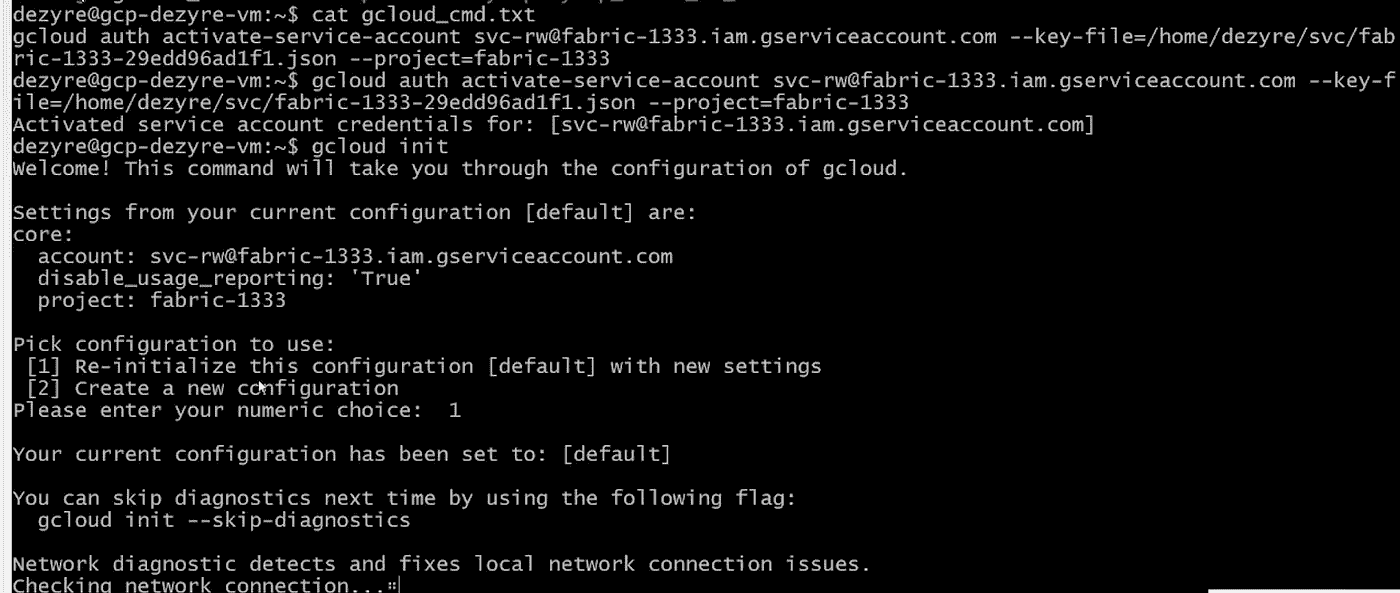 dezyre@gcp-dezyre-vm:~$ cat gcloud_cmd.txt
gcloud auth activate-service-account svc-rw@fabric-1333.iam.gserviceaccount.com --key-file=/home/dezyre/svc/fab
ric-1333-29edd96ad1f1.json --project=fabric-1333
dezyre@gcp-dezyre-vm:~$ gcloud auth activate-service-account svc-rw@fabric-1333.iam.gserviceaccount.com --key-f
ile=/home/dezyre/svc/fabric-1333-29edd96ad1f1.json --project=fabric-1333
Activated service account credentials for: [svc-rw@fabric-1333.iam.gserviceaccount.com]
dezyre@gcp-dezyre-vm:~$ gcloud init
Welcome! This command will take you through the configuration of gcloud.

Settings from your current configuration [default] are:
core:
  account: svc-rw@fabric-1333.iam.gserviceaccount.com
  disable_usage_reporting: 'True'
  project: fabric-1333

Pick configuration to use:
 [1] Re-initialize this configuration [default] with new settings
 [2] Create a new configuration
Please enter your numeric choice:  1

Your current configuration has been set to: [default]

You can skip diagnostics next time by using the following flag:
  gcloud init --skip-diagnostics

Network diagnostic detects and fixes local network connection issues.
Checking network connection...